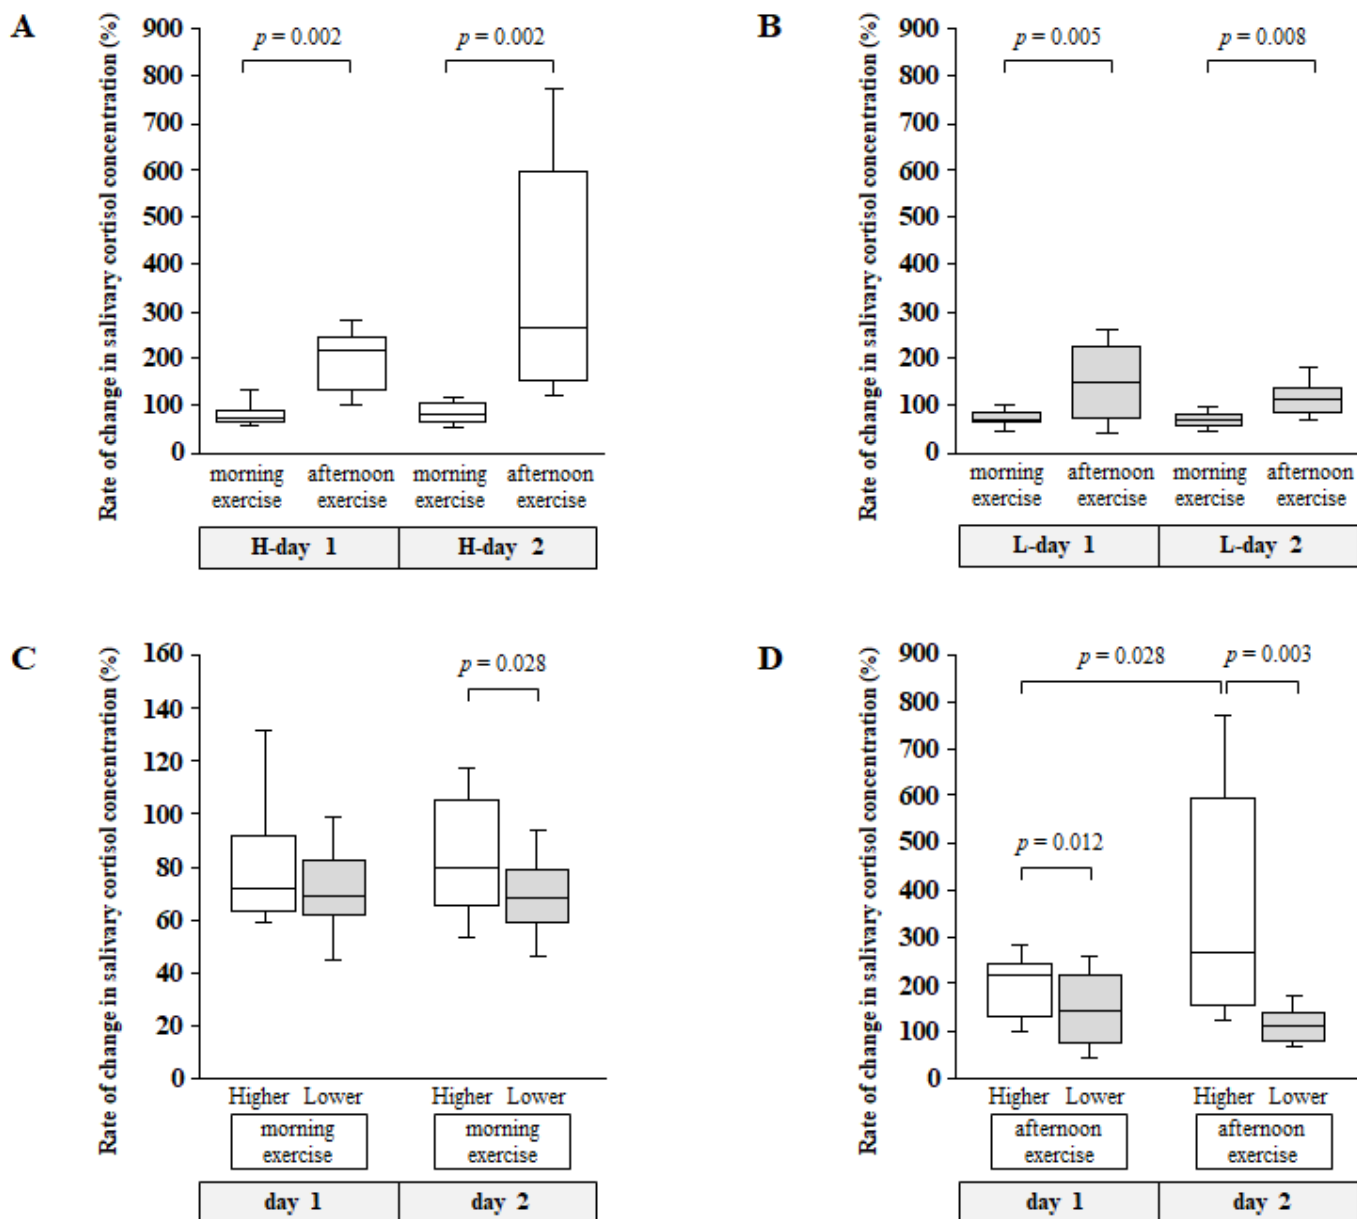 A
Rate of change in salivary cortisol concentration (%)
900
800
700
600
500
400
300
200
100
0
p = 0.002
p = 0.002
morning exercise
afternoon exercise
morning exercise
afternoon exercise
H-day 1
H-day 2
B
Rate of change in salivary cortisol concentration (%)
900
800
700
600
500
400
300
200
100
0
p = 0.005
p = 0.008
morning exercise
afternoon exercise
morning exercise
afternoon exercise
L-day 1
L-day 2
C
Rate of change in salivary cortisol concentration (%)
160
140
120
100
80
60
40
20
0
p = 0.028
Higher
Lower
Higher
Lower
morning
exercise
morning
exercise
day 1
day 2
D
Rate of change in salivary cortisol concentration (%)
900
800
700
600
500
400
300
200
100
0
p = 0.028
p = 0.003
p = 0.012
Higher
Lower
Higher
Lower
afternoon
exercise
afternoon
exercise
day 1
day 2